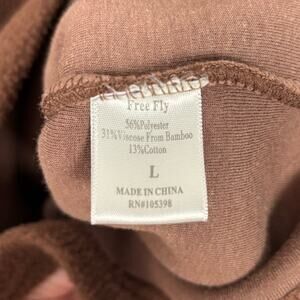 Free Fly
56%Polyester
31%Viscose From Bamboo
13%Cotton
L
MADE IN CHINA
RN#105398